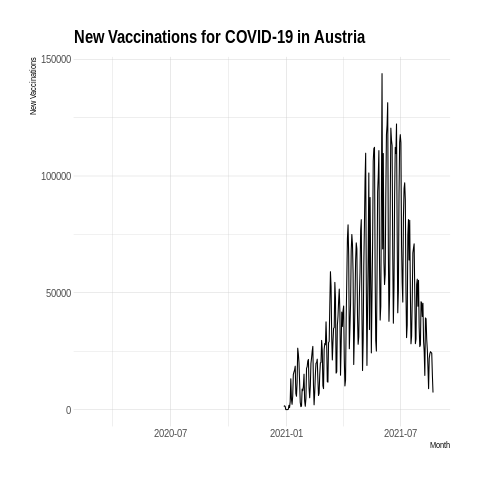 New Vaccinations for COVID-19 in Austria
New Vaccinations
150000
100000
50000
0
2020-07
2021-01
2021-07
Month